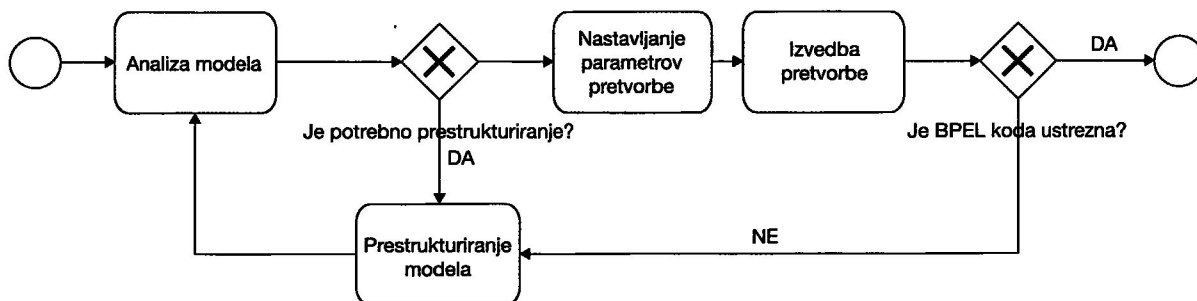 Analiza modela
Nastavljanje
parametrov
pretvorbe
Izvedba
pretvorbe
DA
Je potrebno prestrukturiranje?
Je BPEL koda ustrezna?
DA
Prestrukturiranje
modela
NE